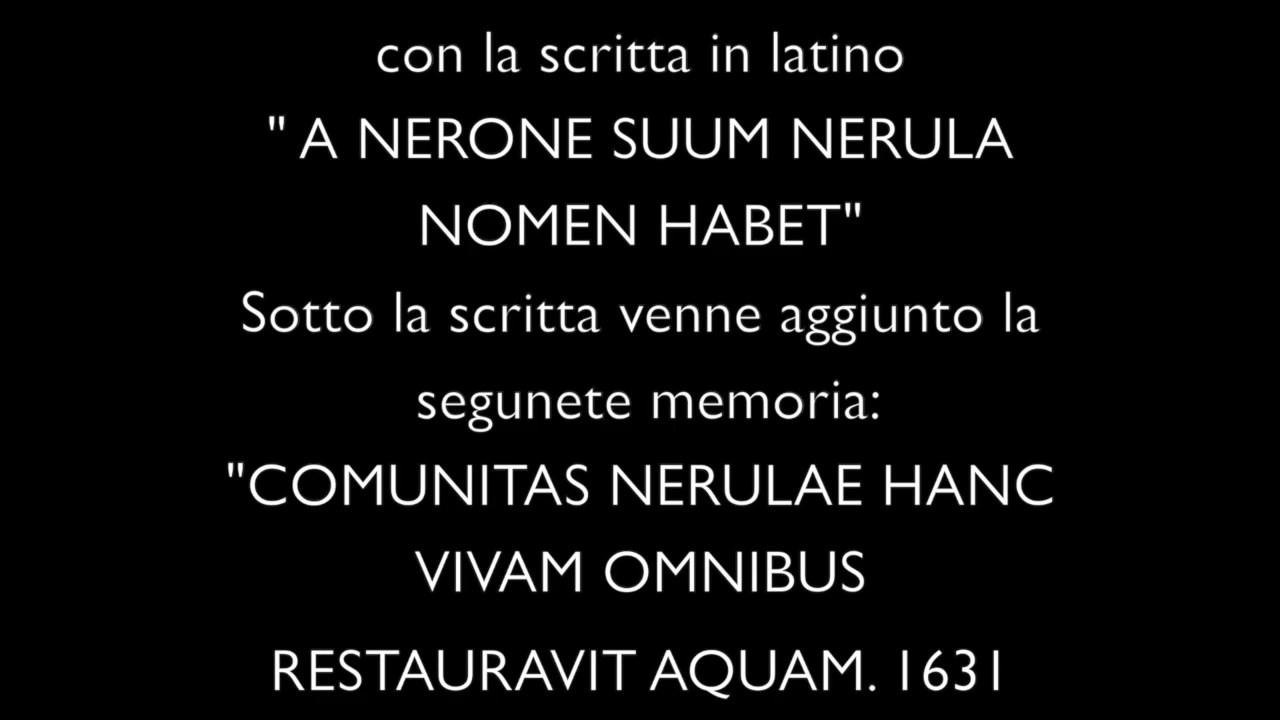 con la scritta in latino
" A NERONE SUUM NERULA
NOMEN HABET"
Sotto la scritta venne aggiunto la
segunete memoria:
"COMUNITAS NERULAE HANC
VIVAM OMNIBUS
RESTAURAVIT AQUAM. 1631